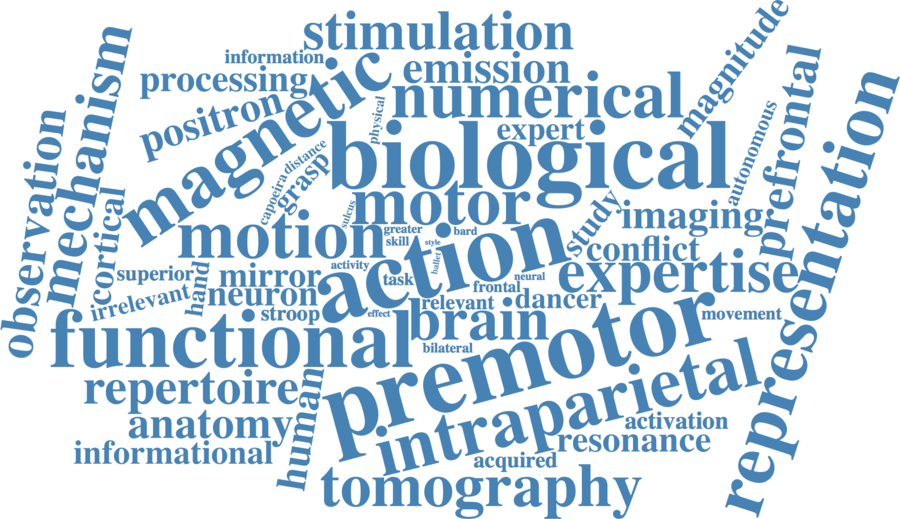 stimulation
magnitude
information
mechanism
processing
emission
magnetic
numerical
positron
physical
expert
prefrontal
autonomous
observation
biological
representation
capoeira
distance
grasp
cortical
motor
sulcus
study
imaging
motion
greater
bard
skill
style
conflict
action
ballet
superior
hand
mirror
activity
task
neural
expertise
irrelevant
neuron
frontal
relevant
dancer
stroop
effect
brain
movement
functional
bilateral
premotor
repertoire
human
intraparietal
anatomy
activation
informational
resonance
acquired
tomography